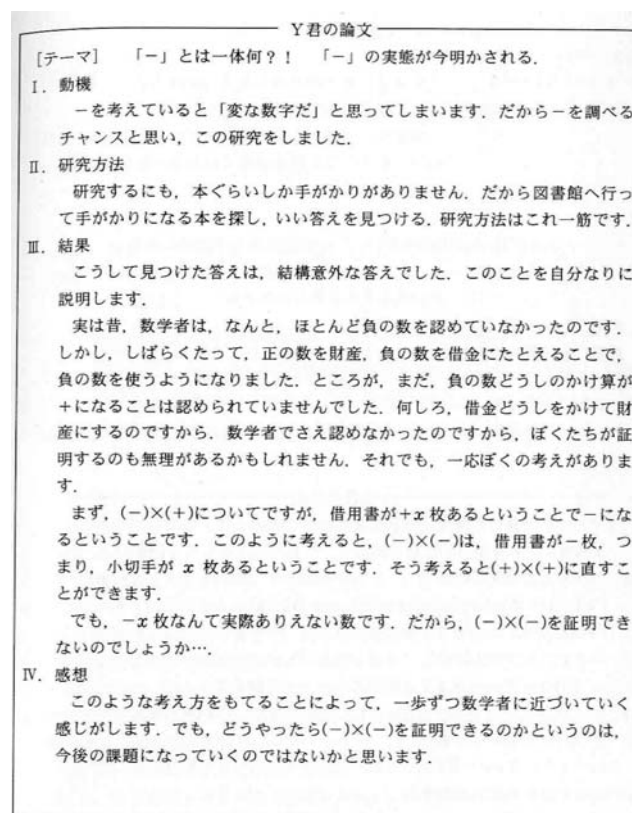 Y君の論文
[テーマ] 「−」とは一体何?! 「−」の実態が今明かされる.
Ⅰ. 動機
−を考えていると「変な数字だ」と思ってしまいます. だから−を調べる
チャンスと思い, この研究をしました.
Ⅱ. 研究方法
研究するにも, 本ぐらいしか手がかりがありません. だから図書館へ行っ
て手がかりになる本を探し, いい答えを見つける. 研究方法はこれ一筋です.
Ⅲ. 結果
こうして見つけた答えは, 結構意外な答えでした. このことを自分なりに
説明します.
実は昔, 数学者は, なんと, ほとんど負の数を認めていなかったのです.
しかし, しばらくたって, 正の数を財産, 負の数を借金にたとえることで,
負の数を使うようになりました. ところが, まだ, 負の数どうしのかけ算が
+になることは認められていませんでした. 何しろ, 借金どうしをかけて財
産にするのですから, 数学者でさえ認めなかったのですから, ぼくたちが証
明するのも無理があるかもしれません. それでも, 一応ぼくの考えがありま
す.
まず, (−)×(+)についてですが, 借用書が+x 枚あるということで−にな
るということです. このように考えると, (−)×(−)は, 借用書が−枚, つ
まり, 小切手が x 枚あるということです. そう考えると(+)×(+)に直すこ
とができます.
でも, −x 枚なんて実際ありえない数です. だから, (−)×(−)を証明でき
ないのでしょうか….
Ⅳ. 感想
このような考え方をもてることによって, 一歩ずつ数学者に近づいていく
感じがします. でも, どうやったら(−)×(−)を証明できるのかというのは,
今後の課題になっていくのではないかと思います.